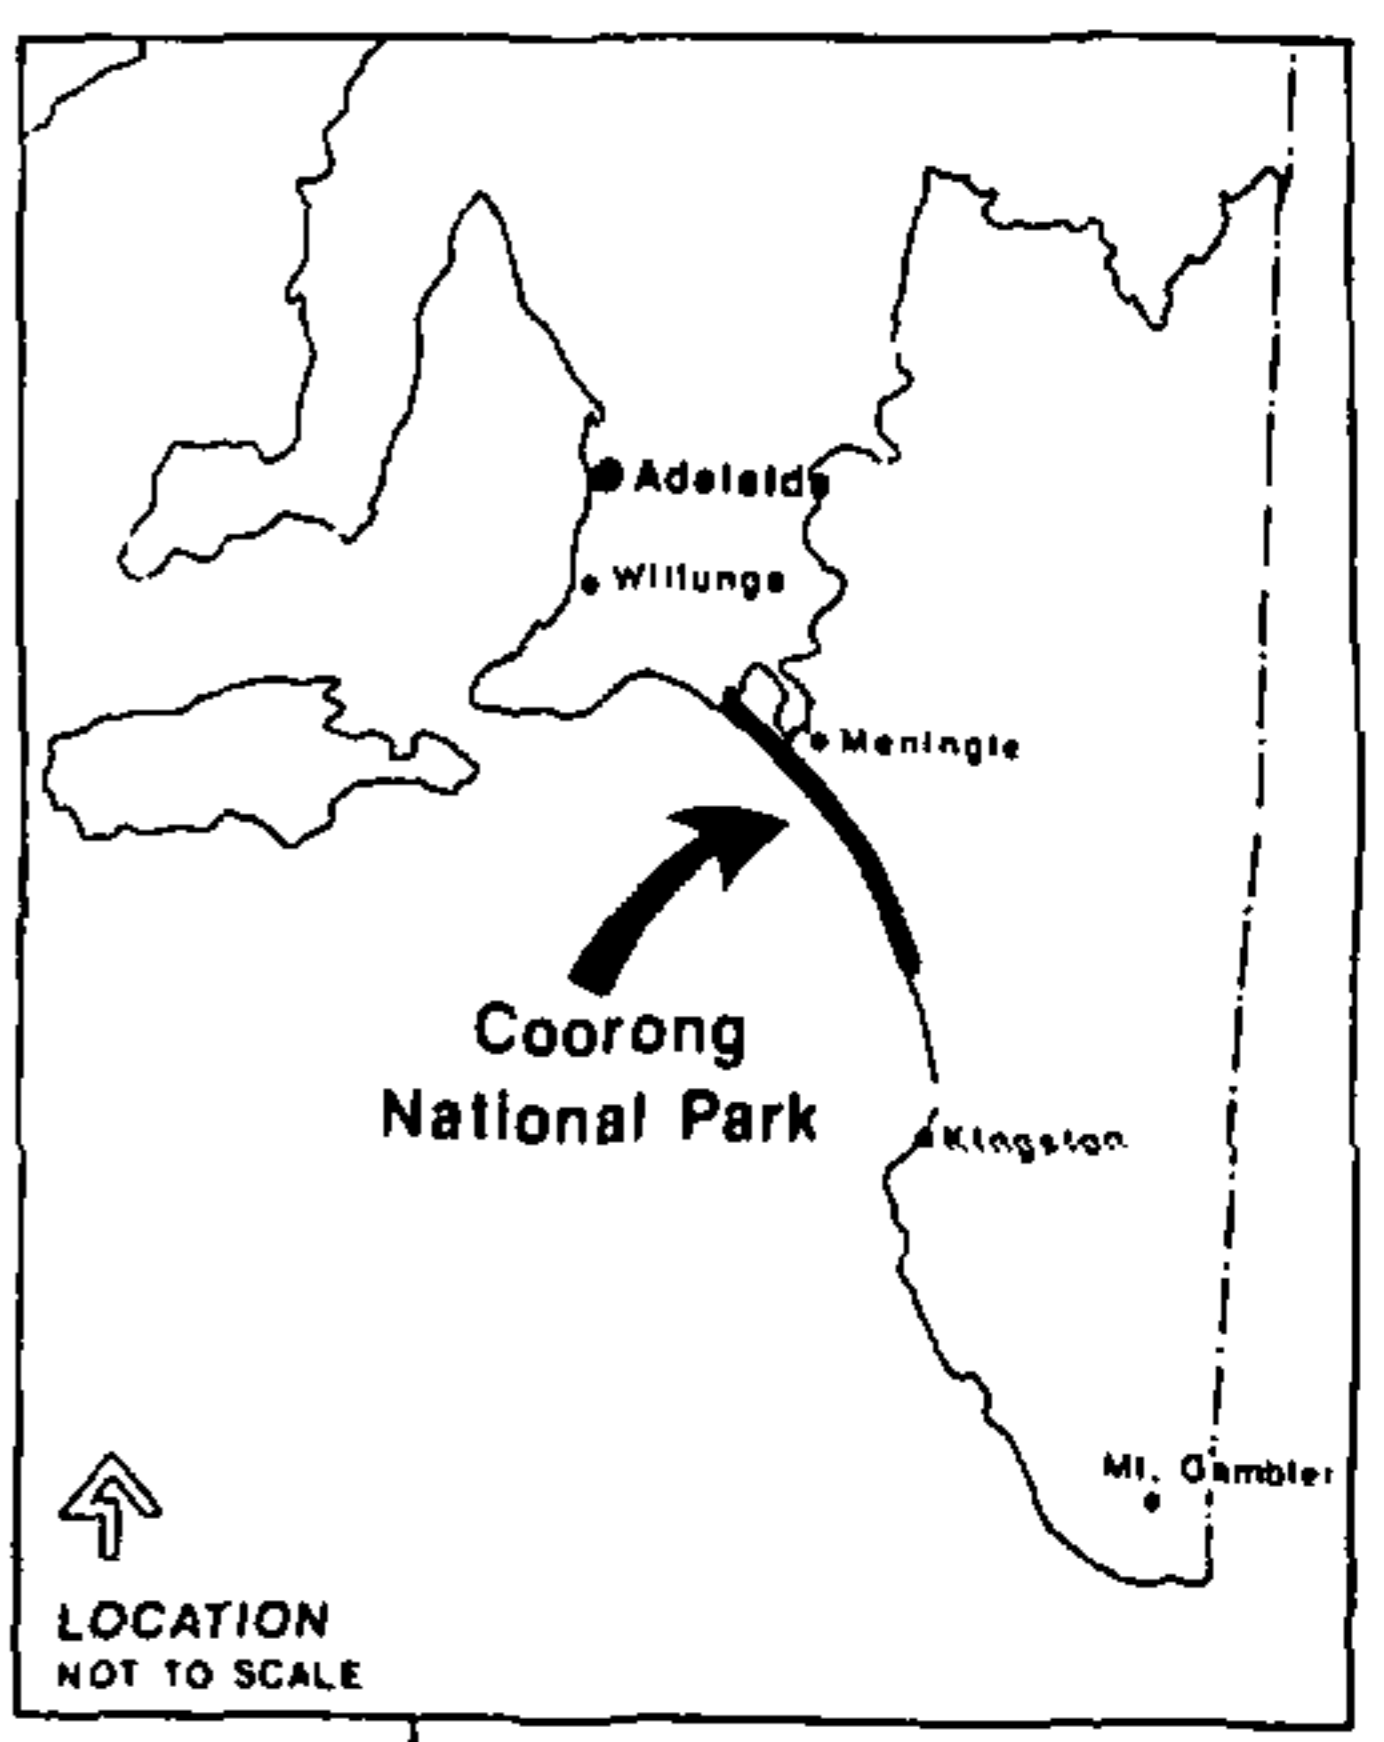 Adelaide
Willunga
Meningie
Coorong
National Park
Kingston
Mt. Gambier
LOCATION
NOT TO SCALE